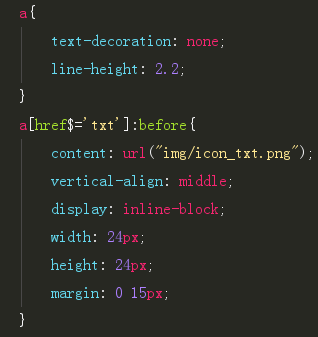 a{
text-decoration: none;
line-height: 2.2;
}
a[href$='txt']:before{
content: url("img/icon_txt.png");
vertical-align: middle;
display: inline-block;
width: 24px;
height: 24px;
margin: 0 15px;
}